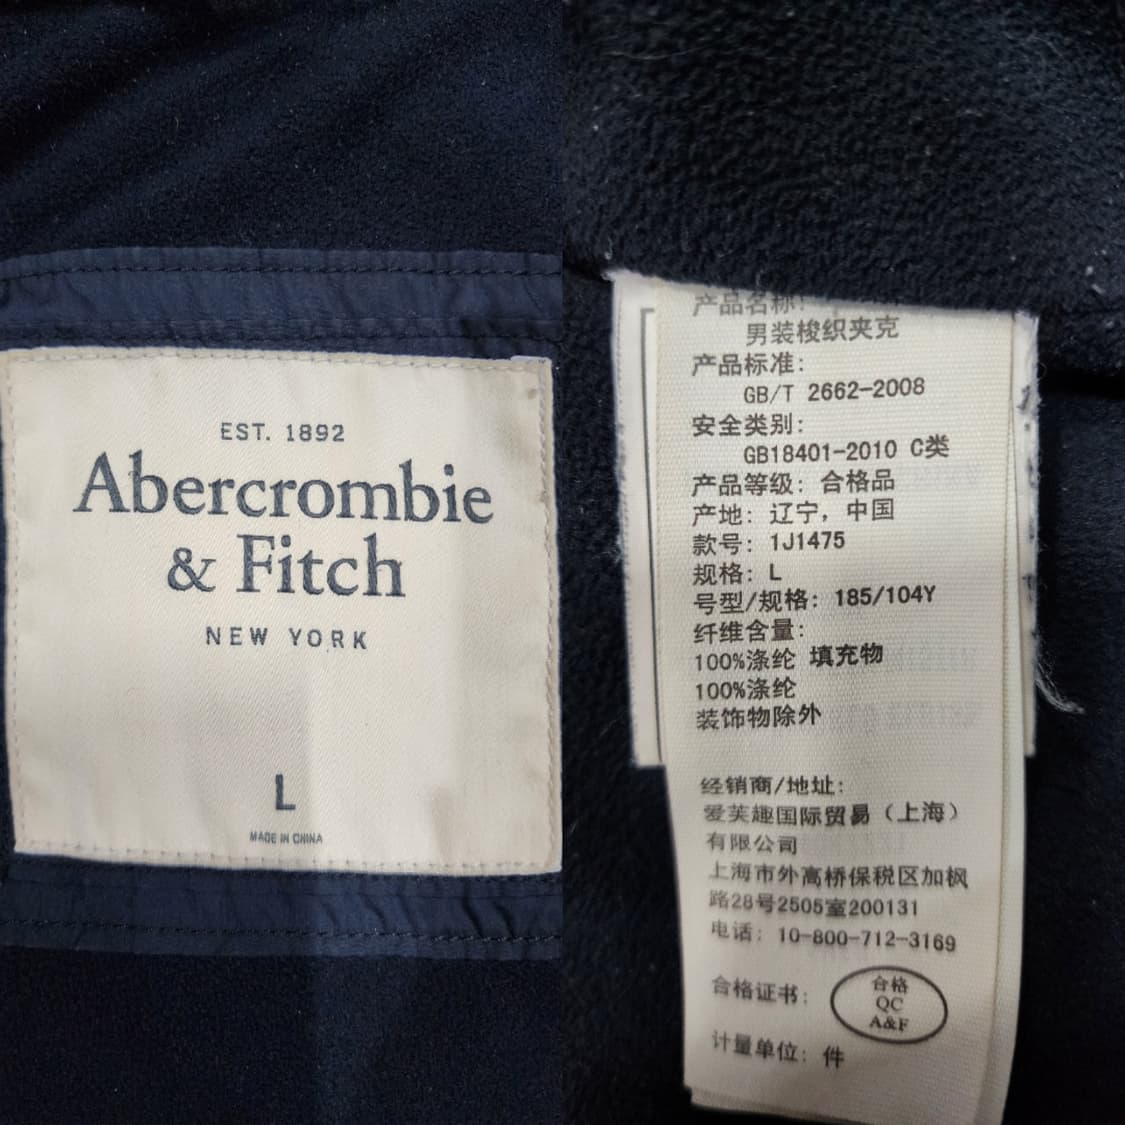 EST. 1892
Abercrombie
& Fitch
NEW YORK
L
MADE IN CHINA
产品名称:
男装梭织夹克
产品标准:
GB/T 2662-2008
安全类别:
GB18401-2010 C类
产品等级: 合格品
产地: 辽宁, 中国
款号: 1J1475
规格: L
号型/规格: 185/104Y
纤维含量:
100%涤纶 填充物
100%涤纶
装饰物除外
经销商/地址:
爱芙趣国际贸易（上海）
有限公司
上海市外高桥保税区加枫
路28号2505室200131
电话: 10-800-712-3169
合格证书:
合格
QC
A&F
计量单位: 件